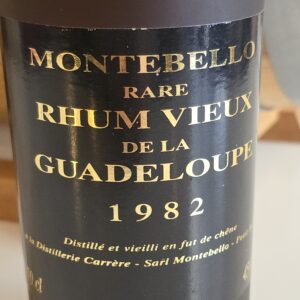 MONTEBELLO
RARE
RHUM VIEUX
DE LA
GUADELOUPE
1982
Distillé et vieilli en fut de chêne
la Distillerie Carrère - Sarl Montebello -
cl